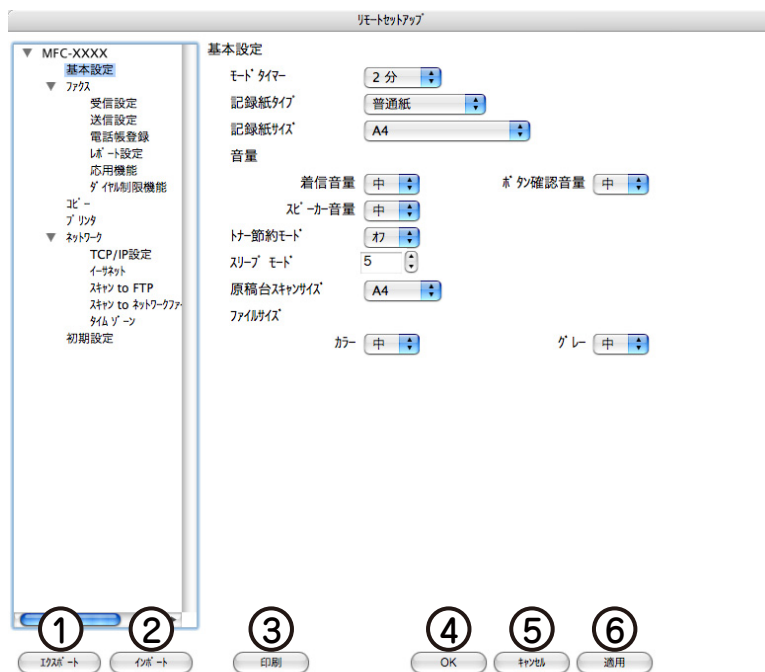 リモートセットアップ
MFC-XXXX
基本設定
ファクス
受信設定
送信設定
電話帳登録
レポート設定
応用機能
ダイヤル制限機能
コピー
プリンタ
ネットワーク
TCP/IP設定
イーサネット
スキャン to FTP
スキャン to ネットワークファ
タイム ゾーン
初期設定
基本設定
モード タイマー 2 分
記録紙タイプ 普通紙
記録紙サイズ A4
音量
着信音量 中 ボタン確認音量 中
スピーカー音量 中
トナー節約モード オフ
スリープ モード 5
原稿台スキャンサイズ A4
ファイルサイズ
カラー 中 グレー 中
① ② ③ ④ ⑤ ⑥
エクスポート インポート 印刷 OK キャンセル 適用